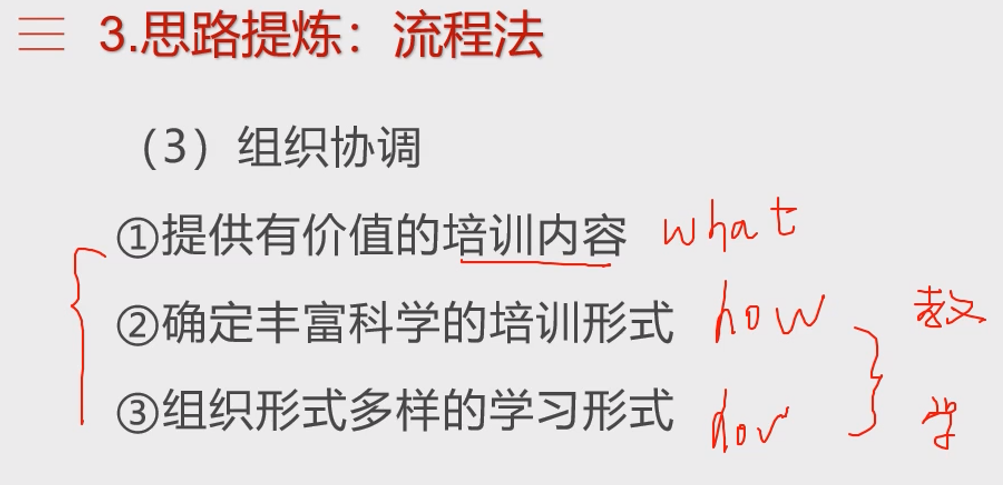 3.思路提炼：流程法
（3）组织协调
①提供有价值的培训内容 what
②确定丰富科学的培训形式 how 教
③组织形式多样的学习形式 how 学